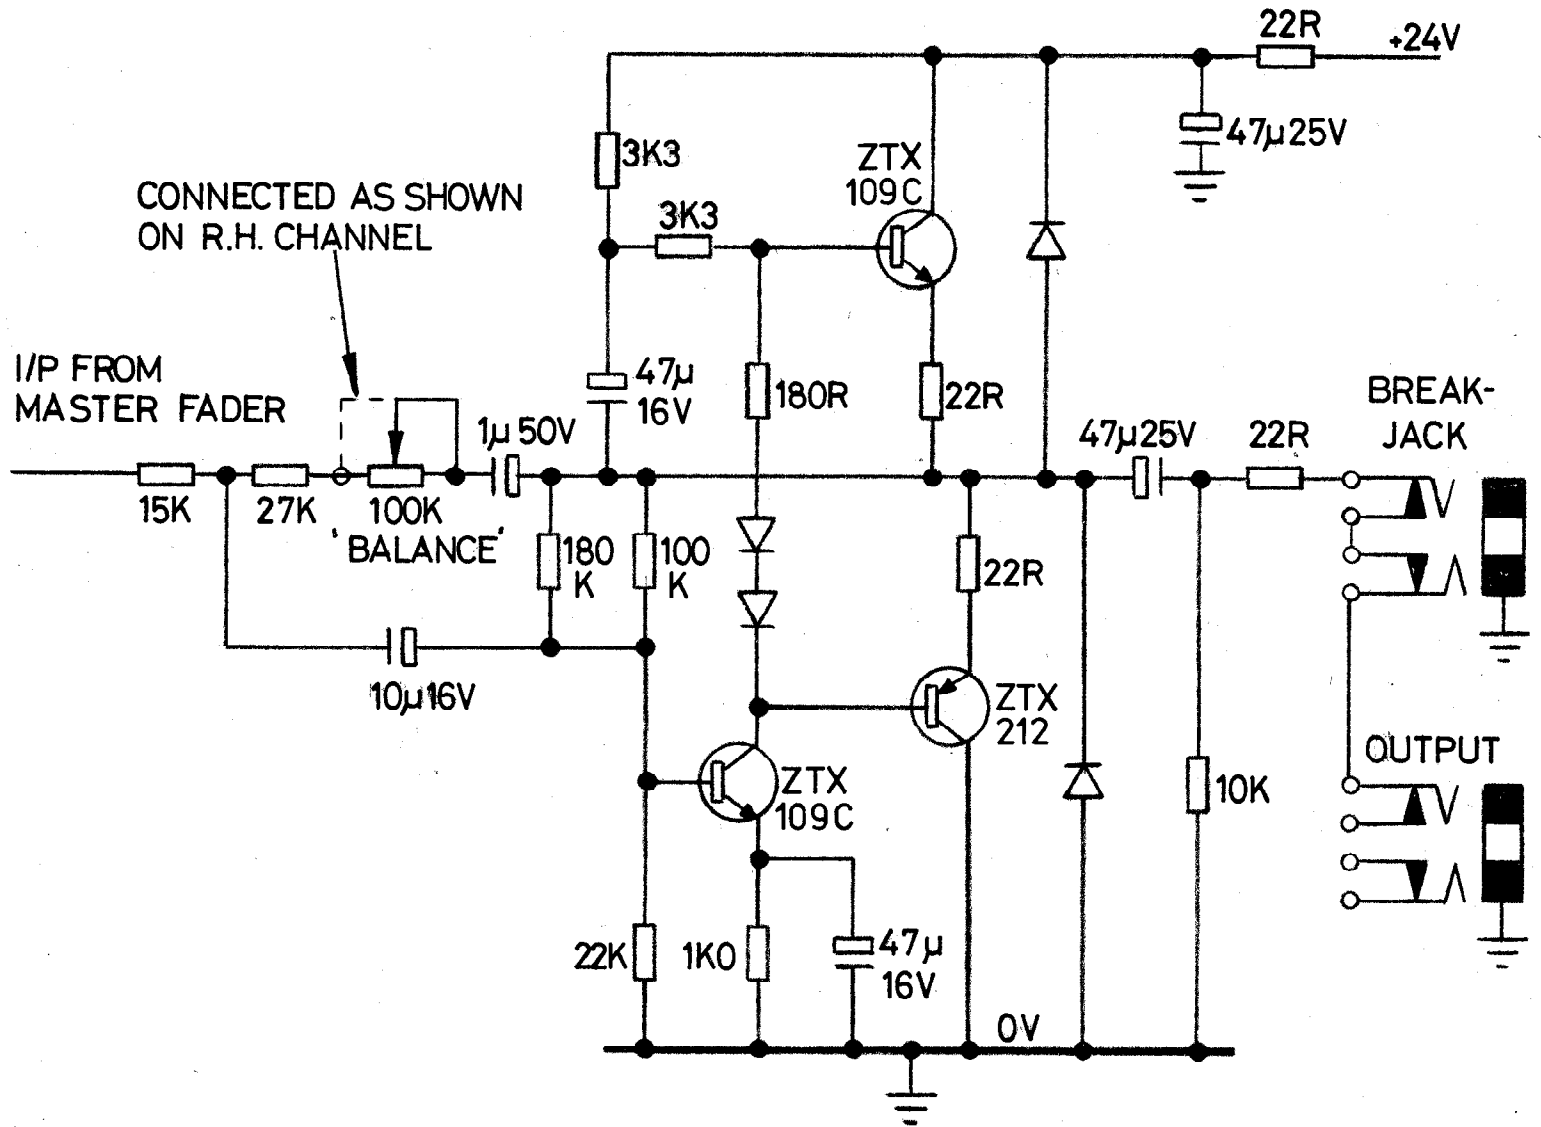 22R
+24V
47µ25V
3K3
ZTX
109C
3K3
CONNECTED AS SHOWN
ON R.H. CHANNEL
I/P FROM
MASTER FADER
47µ
16V
180R
22R
BREAK-
JACK
1µ50V
47µ25V
22R
15K
27K
100K
'BALANCE'
180
K
100
K
22R
10µ16V
ZTX
212
OUTPUT
ZTX
109C
10K
22K
1K0
47µ
16V
0V